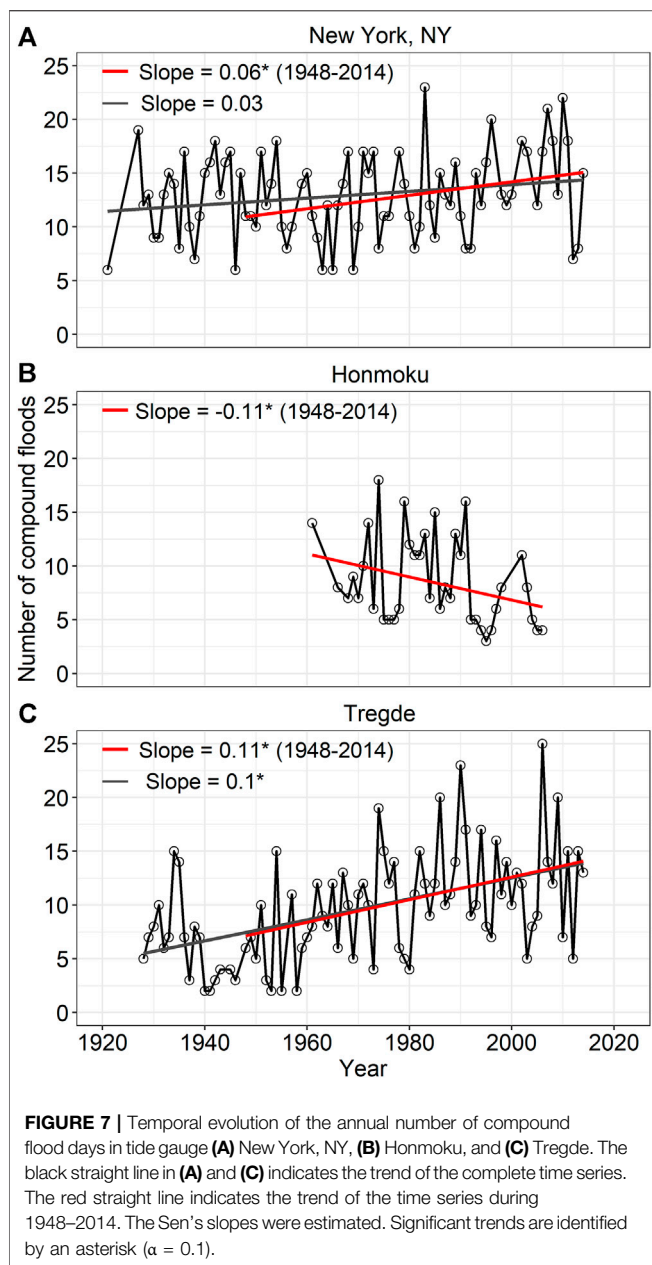 A
New York, NY
Slope = 0.06* (1948-2014)
Slope = 0.03
25
20
15
10
5
0
B
Honmoku
Slope = -0.11* (1948-2014)
25
20
15
10
5
0
Number of compound floods
C
Tregde
Slope = 0.11* (1948-2014)
Slope = 0.1*
25
20
15
10
5
0
1920 1940 1960 1980 2000 2020
Year
FIGURE 7 | Temporal evolution of the annual number of compound
flood days in tide gauge (A) New York, NY, (B) Honmoku, and (C) Tregde. The
black straight line in (A) and (C) indicates the trend of the complete time series.
The red straight line indicates the trend of the time series during
1948–2014. The Sen's slopes were estimated. Significant trends are identified
by an asterisk (α = 0.1).